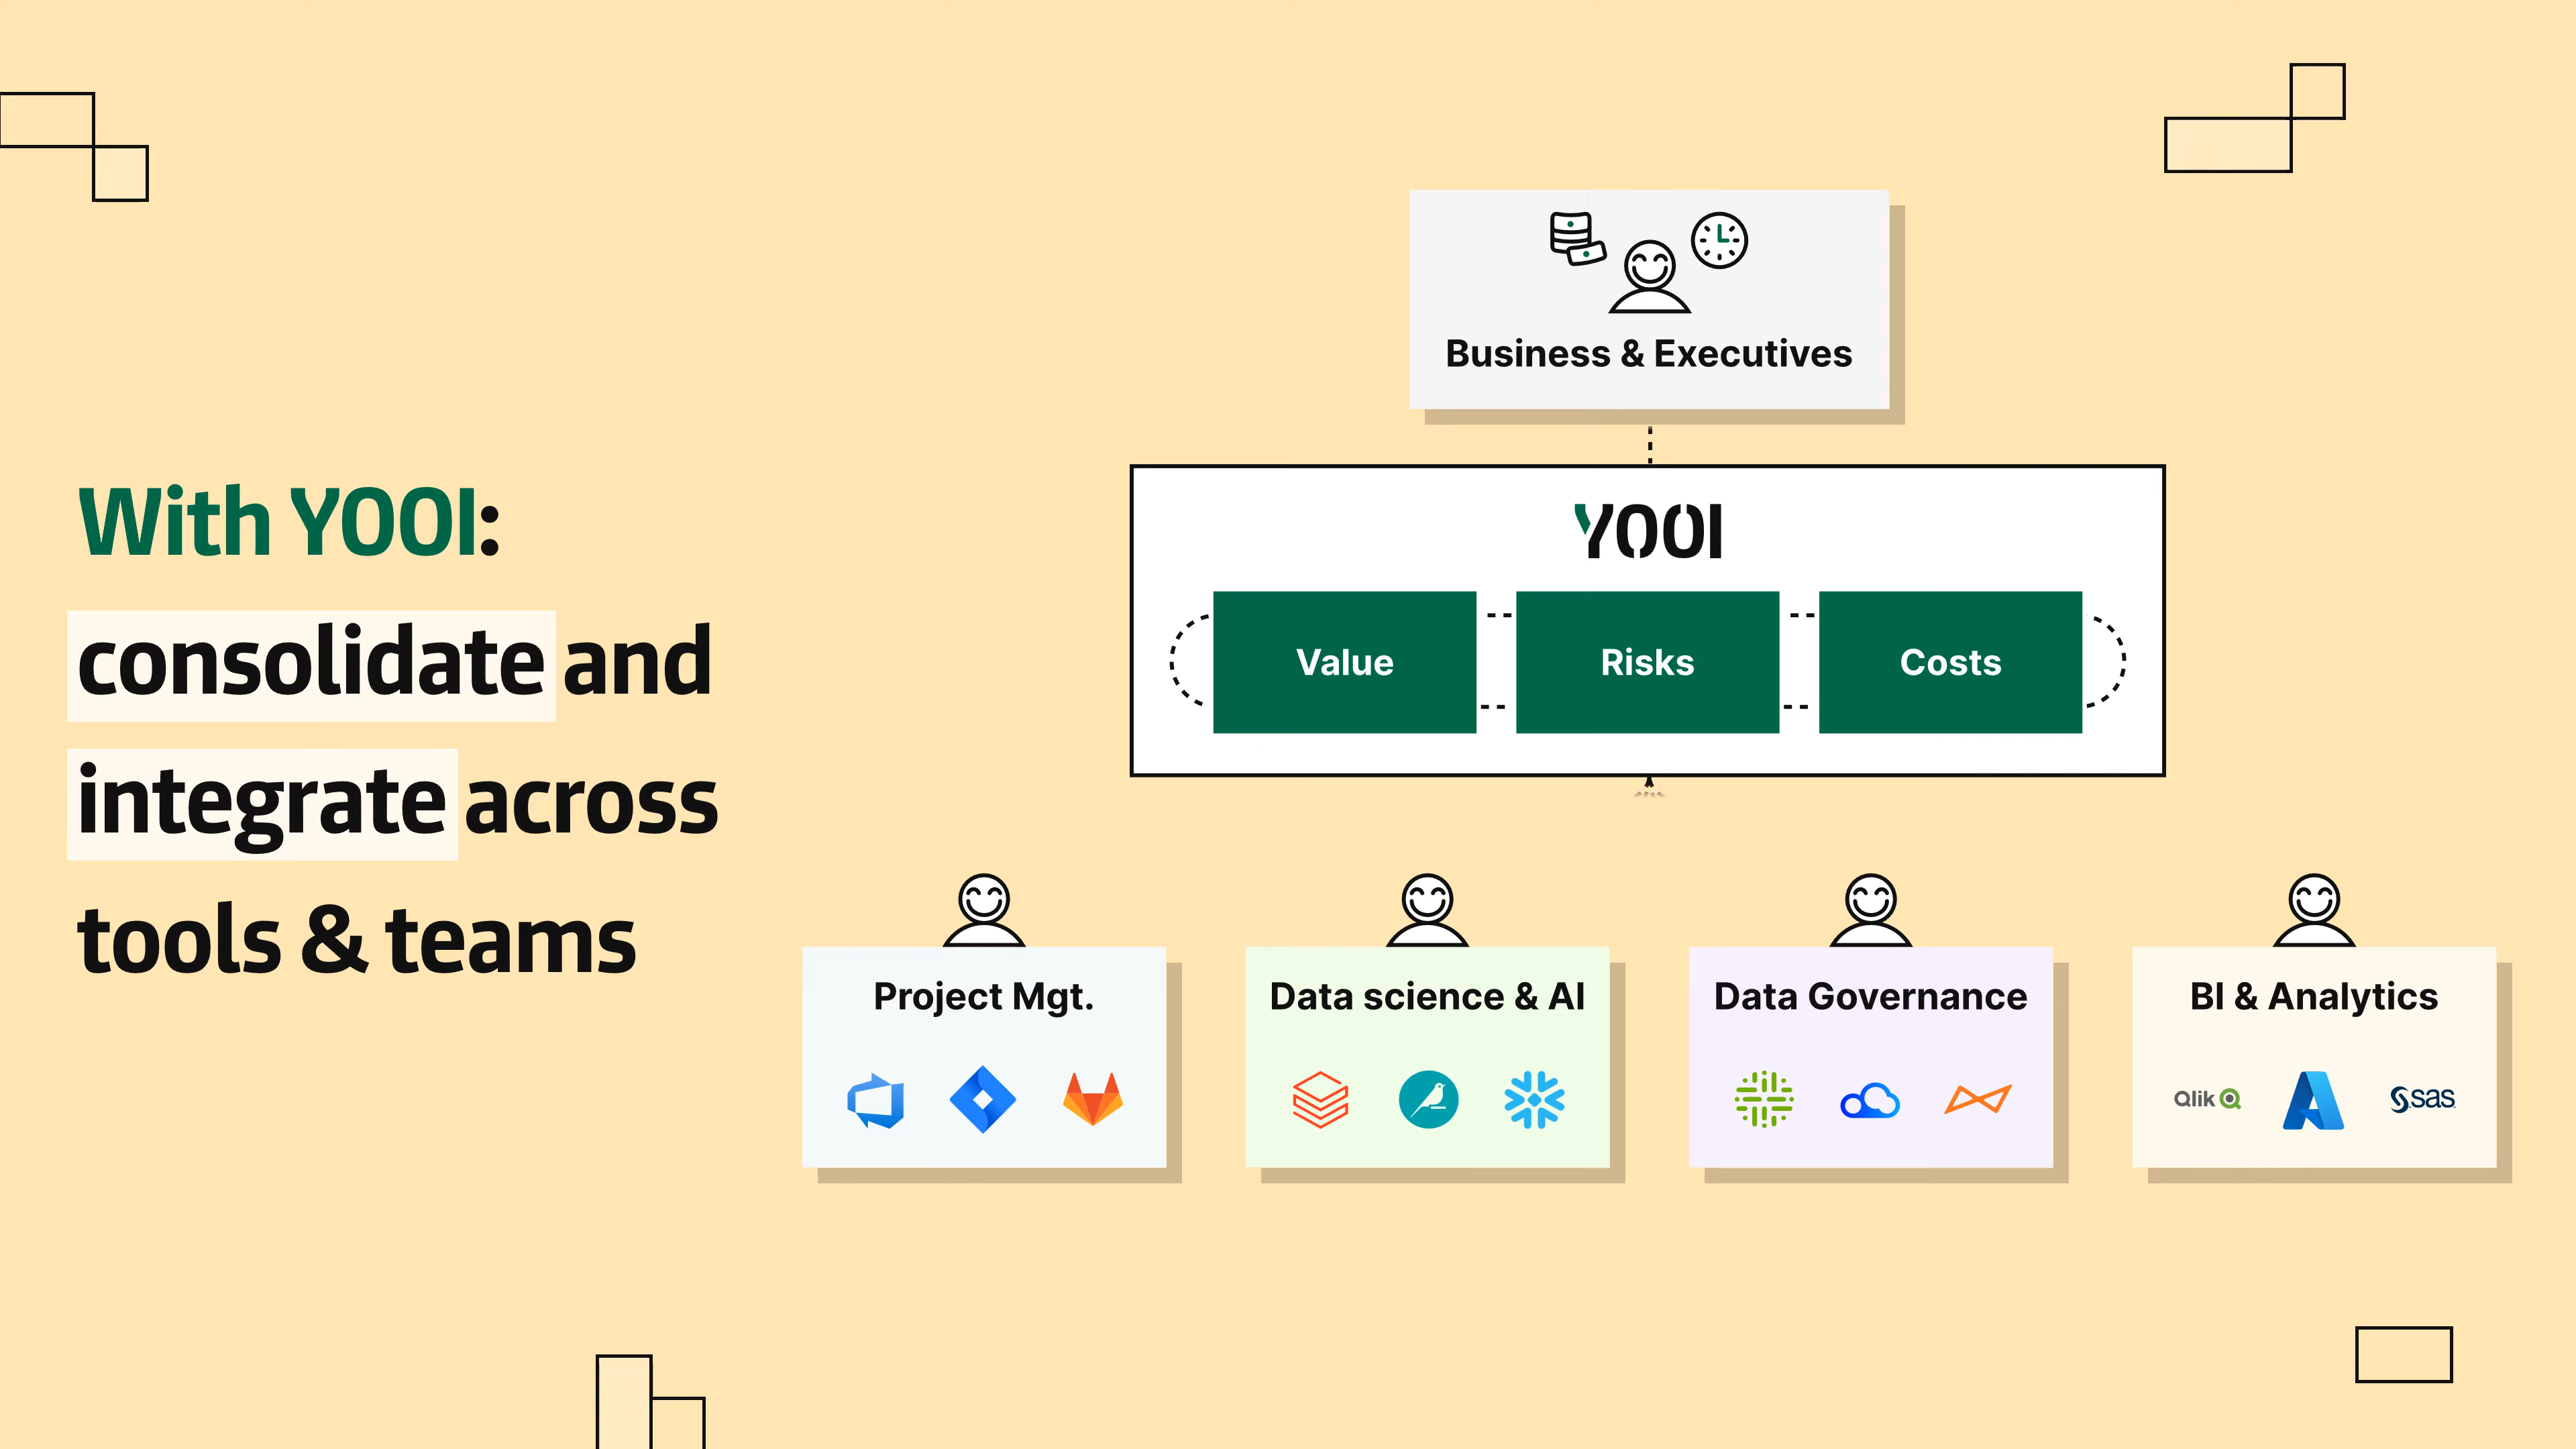 With YOOI:
consolidate and
integrate across
tools & teams
Business & Executives
YOOI
Value
Risks
Costs
Project Mgt.
Data science & AI
Data Governance
BI & Analytics
Qlik
sas